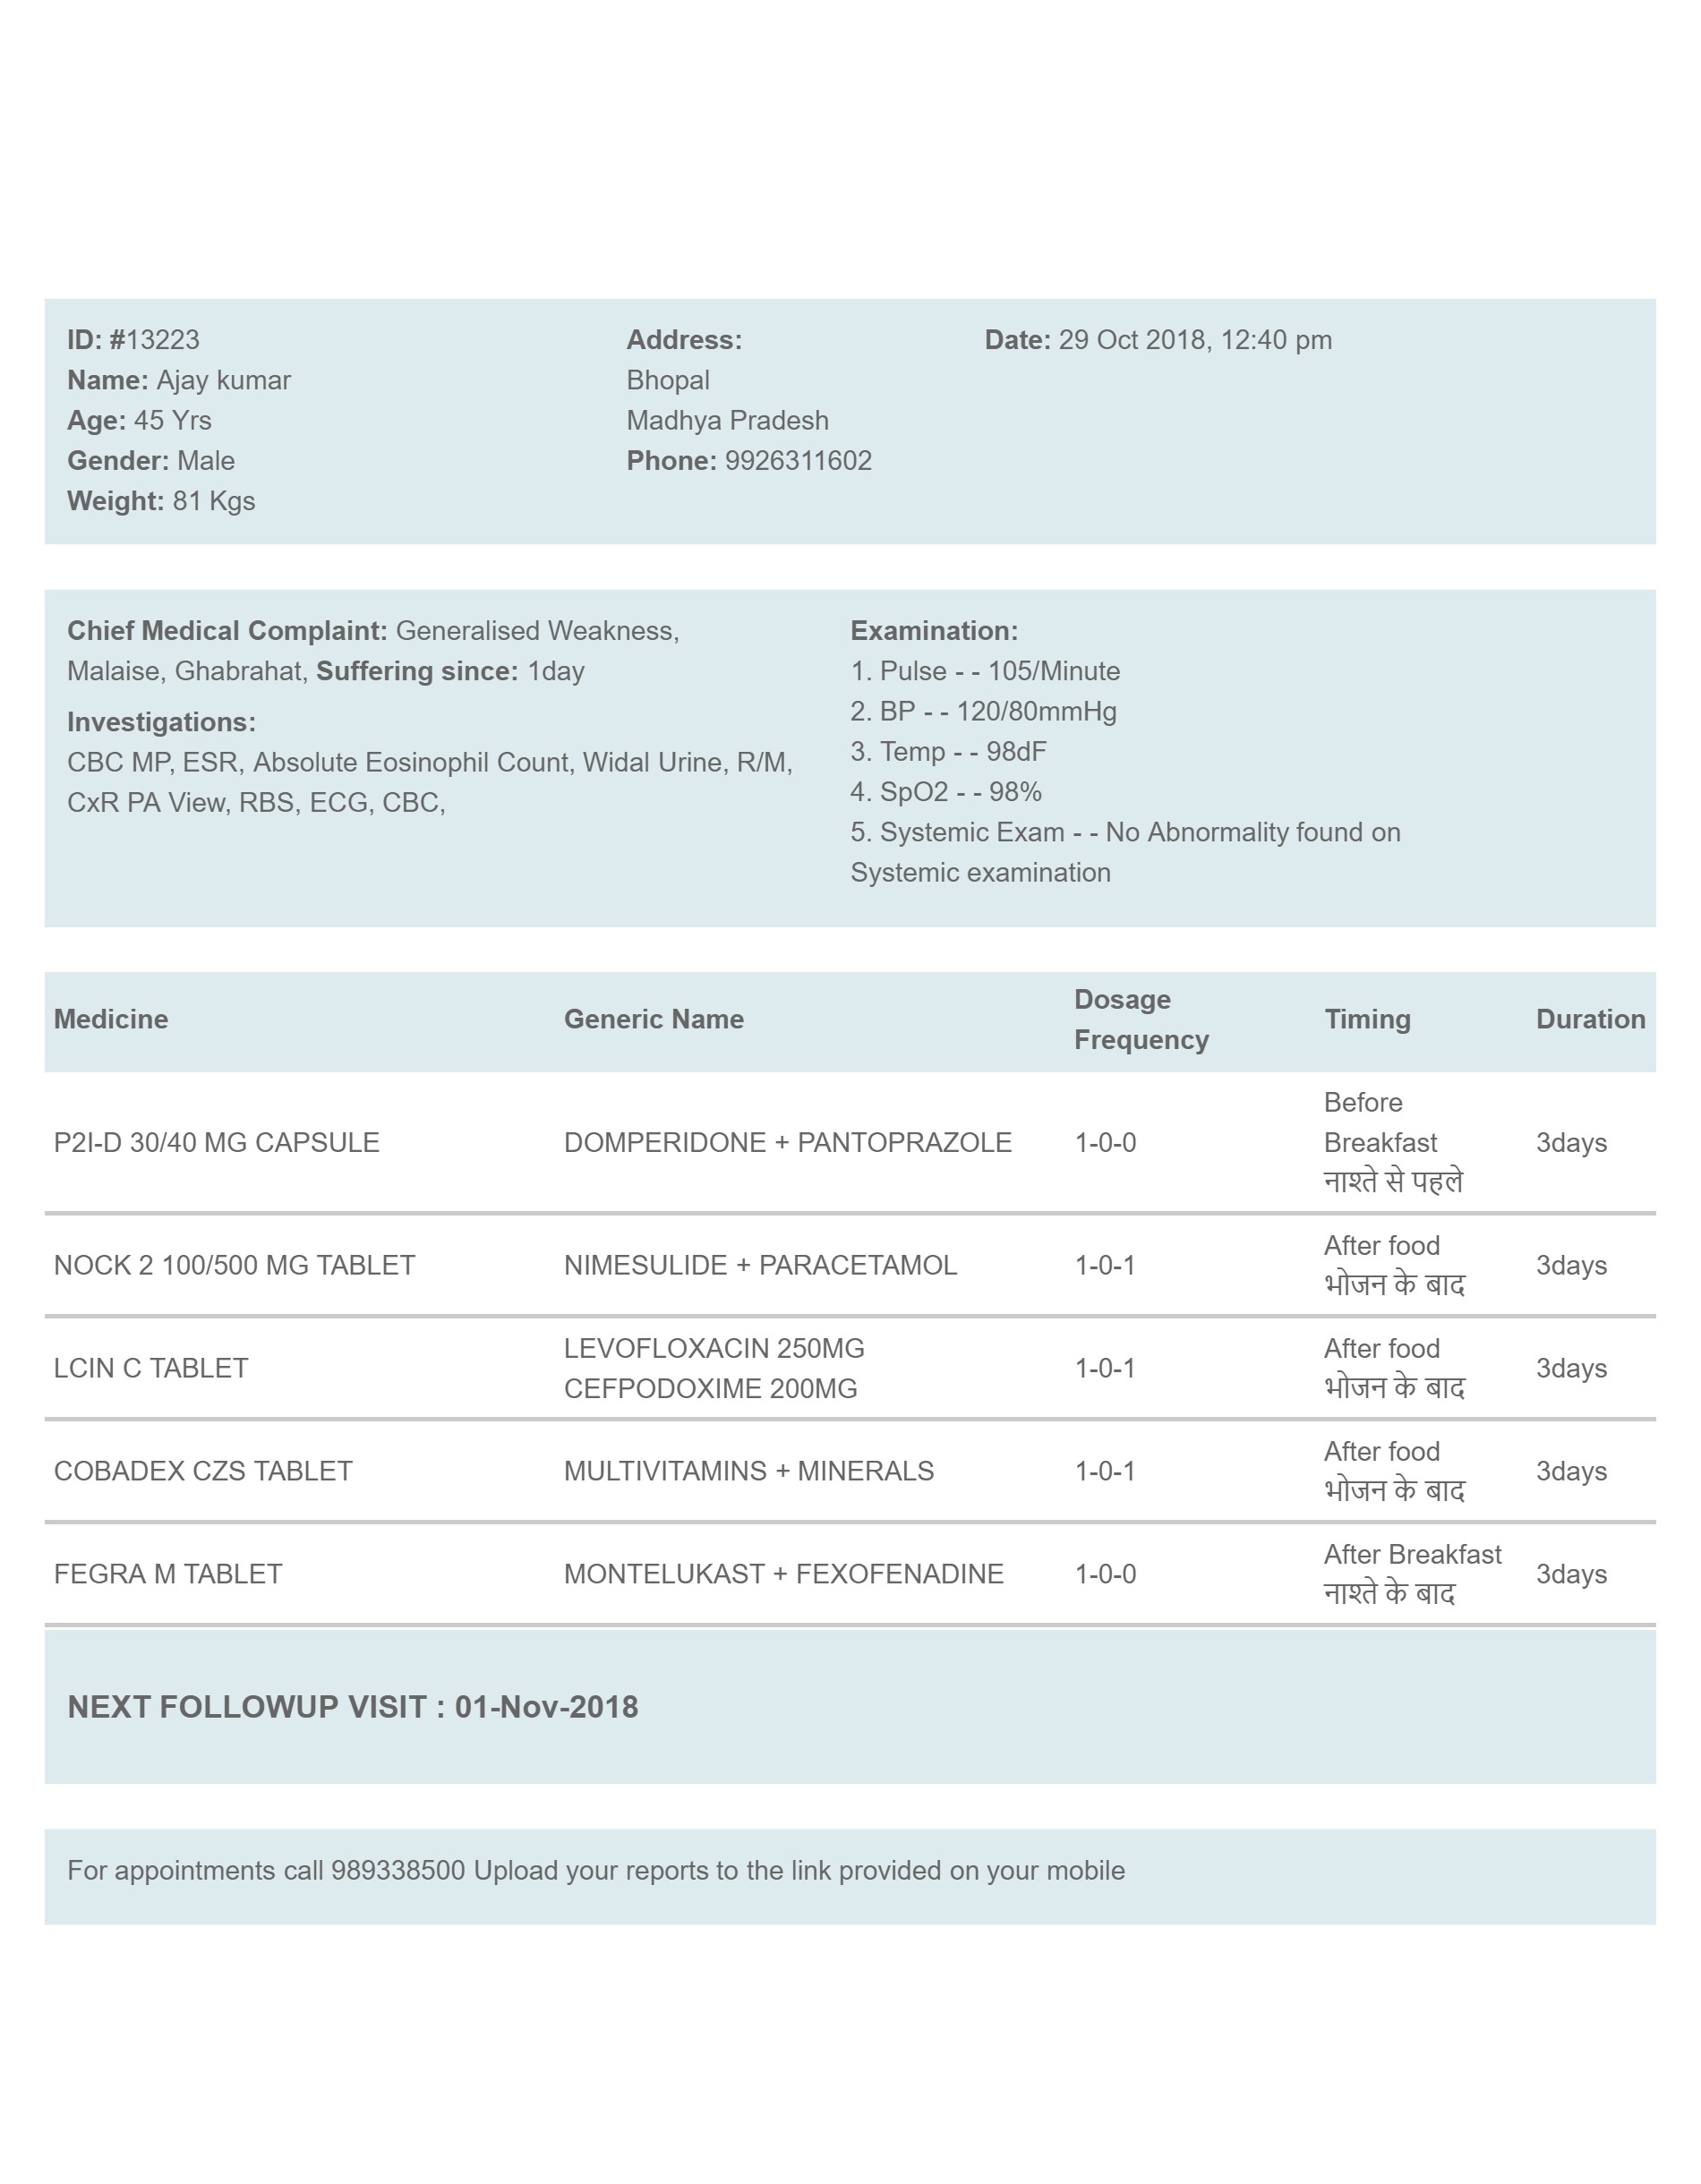 ID: #13223
Name: Ajay kumar
Age: 45 Yrs
Gender: Male
Weight: 81 Kgs
Address:
Bhopal
Madhya Pradesh
Phone: 9926311602
Date: 29 Oct 2018, 12:40 pm
Chief Medical Complaint: Generalised Weakness,
Malaise, Ghabrahat, Suffering since: 1day
Investigations:
CBC MP, ESR, Absolute Eosinophil Count, Widal Urine, R/M,
CxR PA View, RBS, ECG, CBC,
Examination:
1. Pulse - - 105/Minute
2. BP - - 120/80mmHg
3. Temp - - 98dF
4. SpO2 - - 98%
5. Systemic Exam - - No Abnormality found on
Systemic examination
Medicine Generic Name Dosage Frequency Timing Duration
P2I-D 30/40 MG CAPSULE DOMPERIDONE + PANTOPRAZOLE 1-0-0 Before Breakfast नाश्ते से पहले 3days
NOCK 2 100/500 MG TABLET NIMESULIDE + PARACETAMOL 1-0-1 After food भोजन के बाद 3days
LCIN C TABLET LEVOFLOXACIN 250MG CEFPODOXIME 200MG 1-0-1 After food भोजन के बाद 3days
COBADEX CZS TABLET MULTIVITAMINS + MINERALS 1-0-1 After food भोजन के बाद 3days
FEGRA M TABLET MONTELUKAST + FEXOFENADINE 1-0-0 After Breakfast नाश्ते के बाद 3days
NEXT FOLLOWUP VISIT : 01-Nov-2018
For appointments call 989338500 Upload your reports to the link provided on your mobile